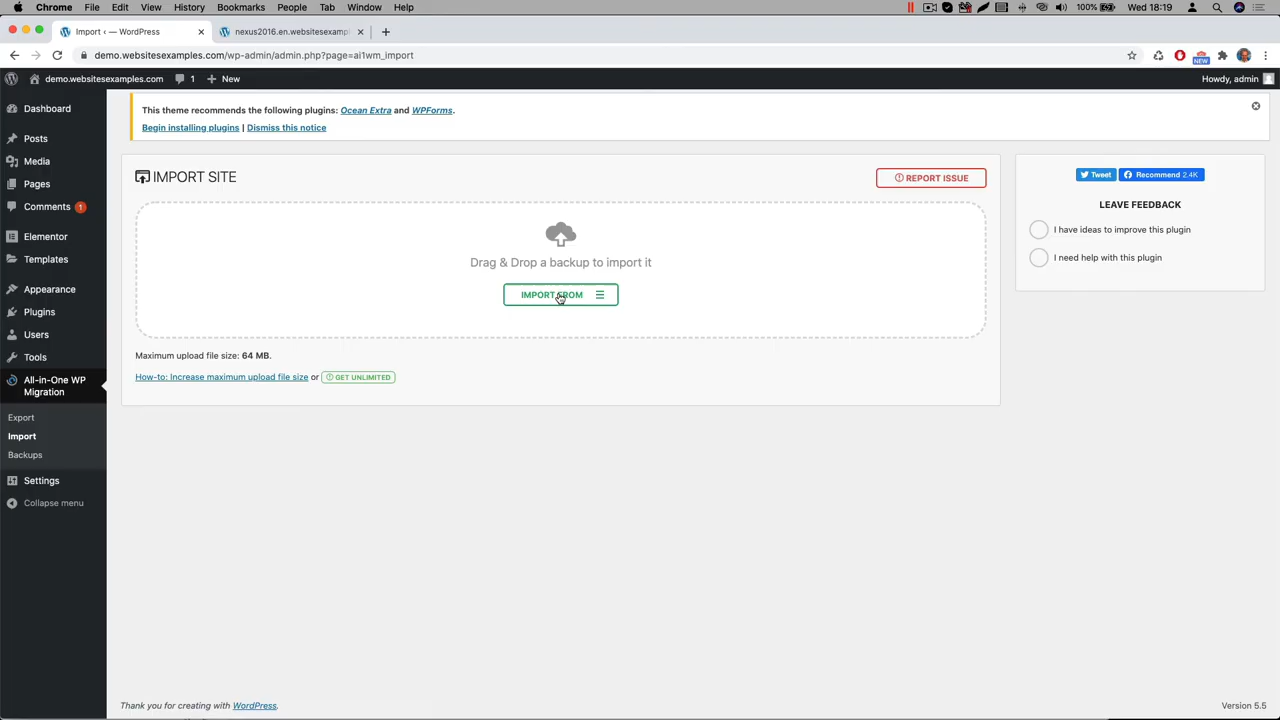 Chrome File Edit View History Bookmarks People Tab Window Help 100% Wed 18:19
Import ‹ — WordPress nexus2016.en.websitesexampl
demo.websitesexamples.com/wp-admin/admin.php?page=ai1wm_import NEW
demo.websitesexamples.com 1 New Howdy, admin
Dashboard
Posts
Media
Pages
Comments 1
Elementor
Templates
Appearance
Plugins
Users
Tools
All-in-One WP
Migration
Export
Import
Backups
Settings
Collapse menu
This theme recommends the following plugins: Ocean Extra and WPForms.
Begin installing plugins | Dismiss this notice
IMPORT SITE
REPORT ISSUE
Drag & Drop a backup to import it
IMPORT FROM
Maximum upload file size: 64 MB.
How-to: Increase maximum upload file size or GET UNLIMITED
Tweet Recommend 2.4K
LEAVE FEEDBACK
I have ideas to improve this plugin
I need help with this plugin
Thank you for creating with WordPress. Version 5.5